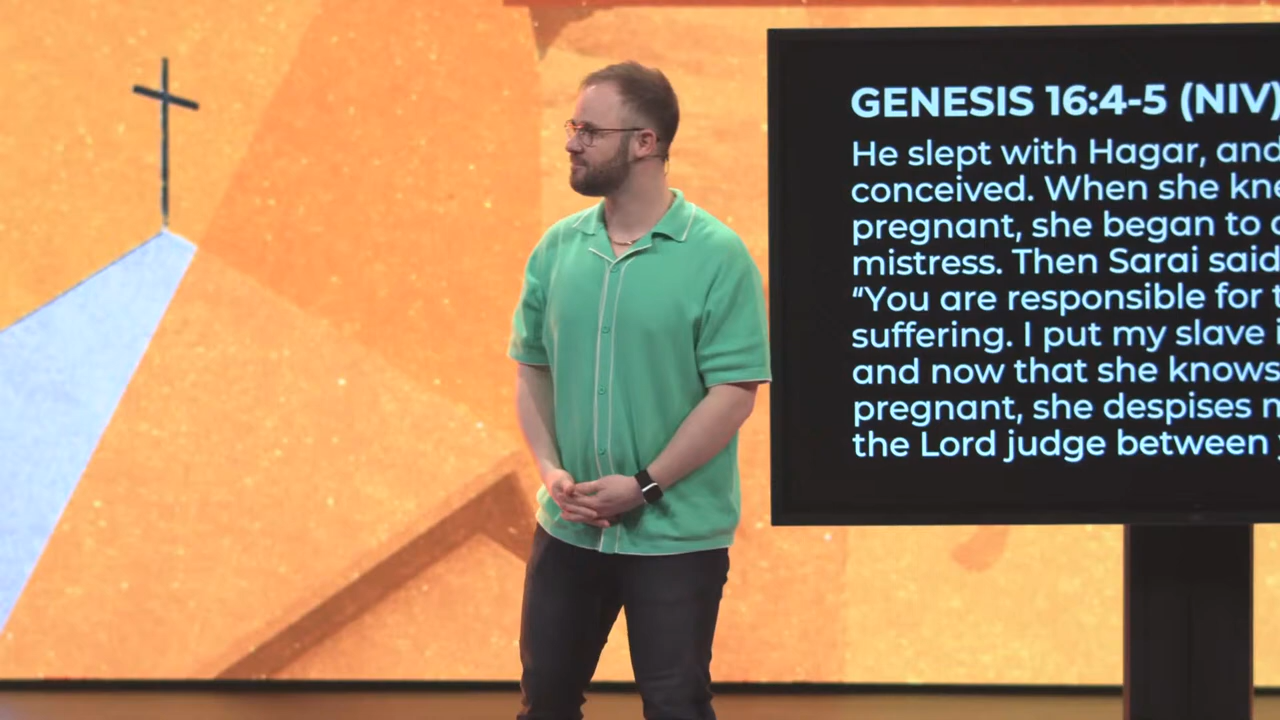 GENESIS 16:4-5 (NIV)
He slept with Hagar, and
conceived. When she kne
pregnant, she began to
mistress. Then Sarai said
“You are responsible for
suffering. I put my slave
and now that she knows
pregnant, she despises
the Lord judge between